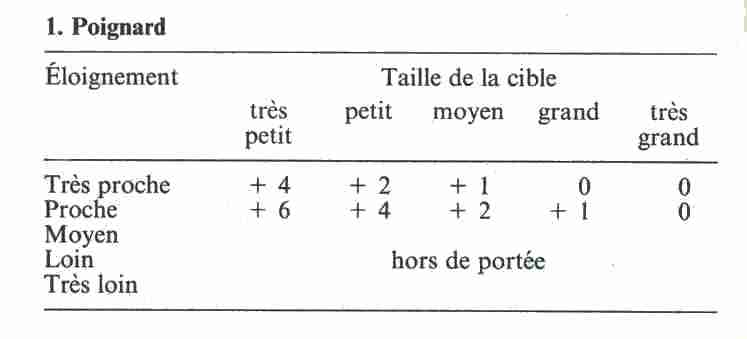 1. Poignard
Éloignement Taille de la cible
très petit moyen grand très
petit grand
Très proche + 4 + 2 + 1 0 0
Proche + 6 + 4 + 2 + 1 0
Moyen
Loin hors de portée
Très loin